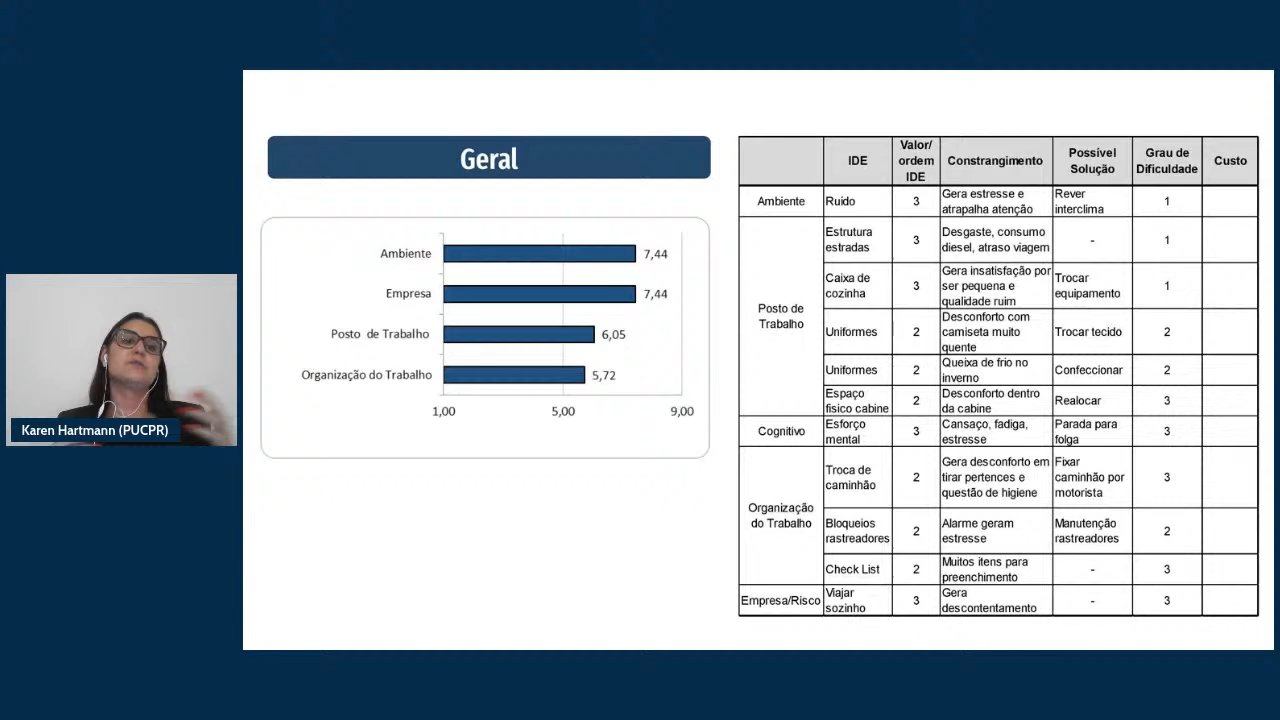 Geral
Ambiente 7,44
Empresa 7,44
Posto de Trabalho 6,05
Organização do Trabalho 5,72
1,00 5,00 9,00
IDE
Valor/
ordem
IDE
Constrangimento
Possível
Solução
Grau de
Dificuldade
Custo
Ambiente
Ruído
3
Gera estresse e
atrapalha atenção
Rever
interclima
1
Posto de
Trabalho
Estrutura
estradas
3
Desgaste, consumo
diesel, atraso viagem
-
1
Caixa de
cozinha
3
Gera insatisfação por
ser pequena e
qualidade ruim
Trocar
equipamento
1
Uniformes
2
Desconforto com
camiseta muito
quente
Trocar tecido
2
Uniformes
2
Queixa de frio no
inverno
Confeccionar
2
Espaço
fisico cabine
2
Desconforto dentro
da cabine
Realocar
3
Cognitivo
Esforço
mental
3
Cansaço, fadiga,
estresse
Parada para
folga
3
Organização
do Trabalho
Troca de
caminhão
2
Gera desconforto em
tirar pertences e
questão de higiene
Fixar
caminhão por
motorista
3
Bloqueios
rastreadores
2
Alarme geram
estresse
Manutenção
rastreadores
2
Check List
2
Muitos itens para
preenchimento
-
3
Empresa/Risco
Viajar
sozinho
3
Gera
descontentamento
-
3
Karen Hartmann (PUCPR)